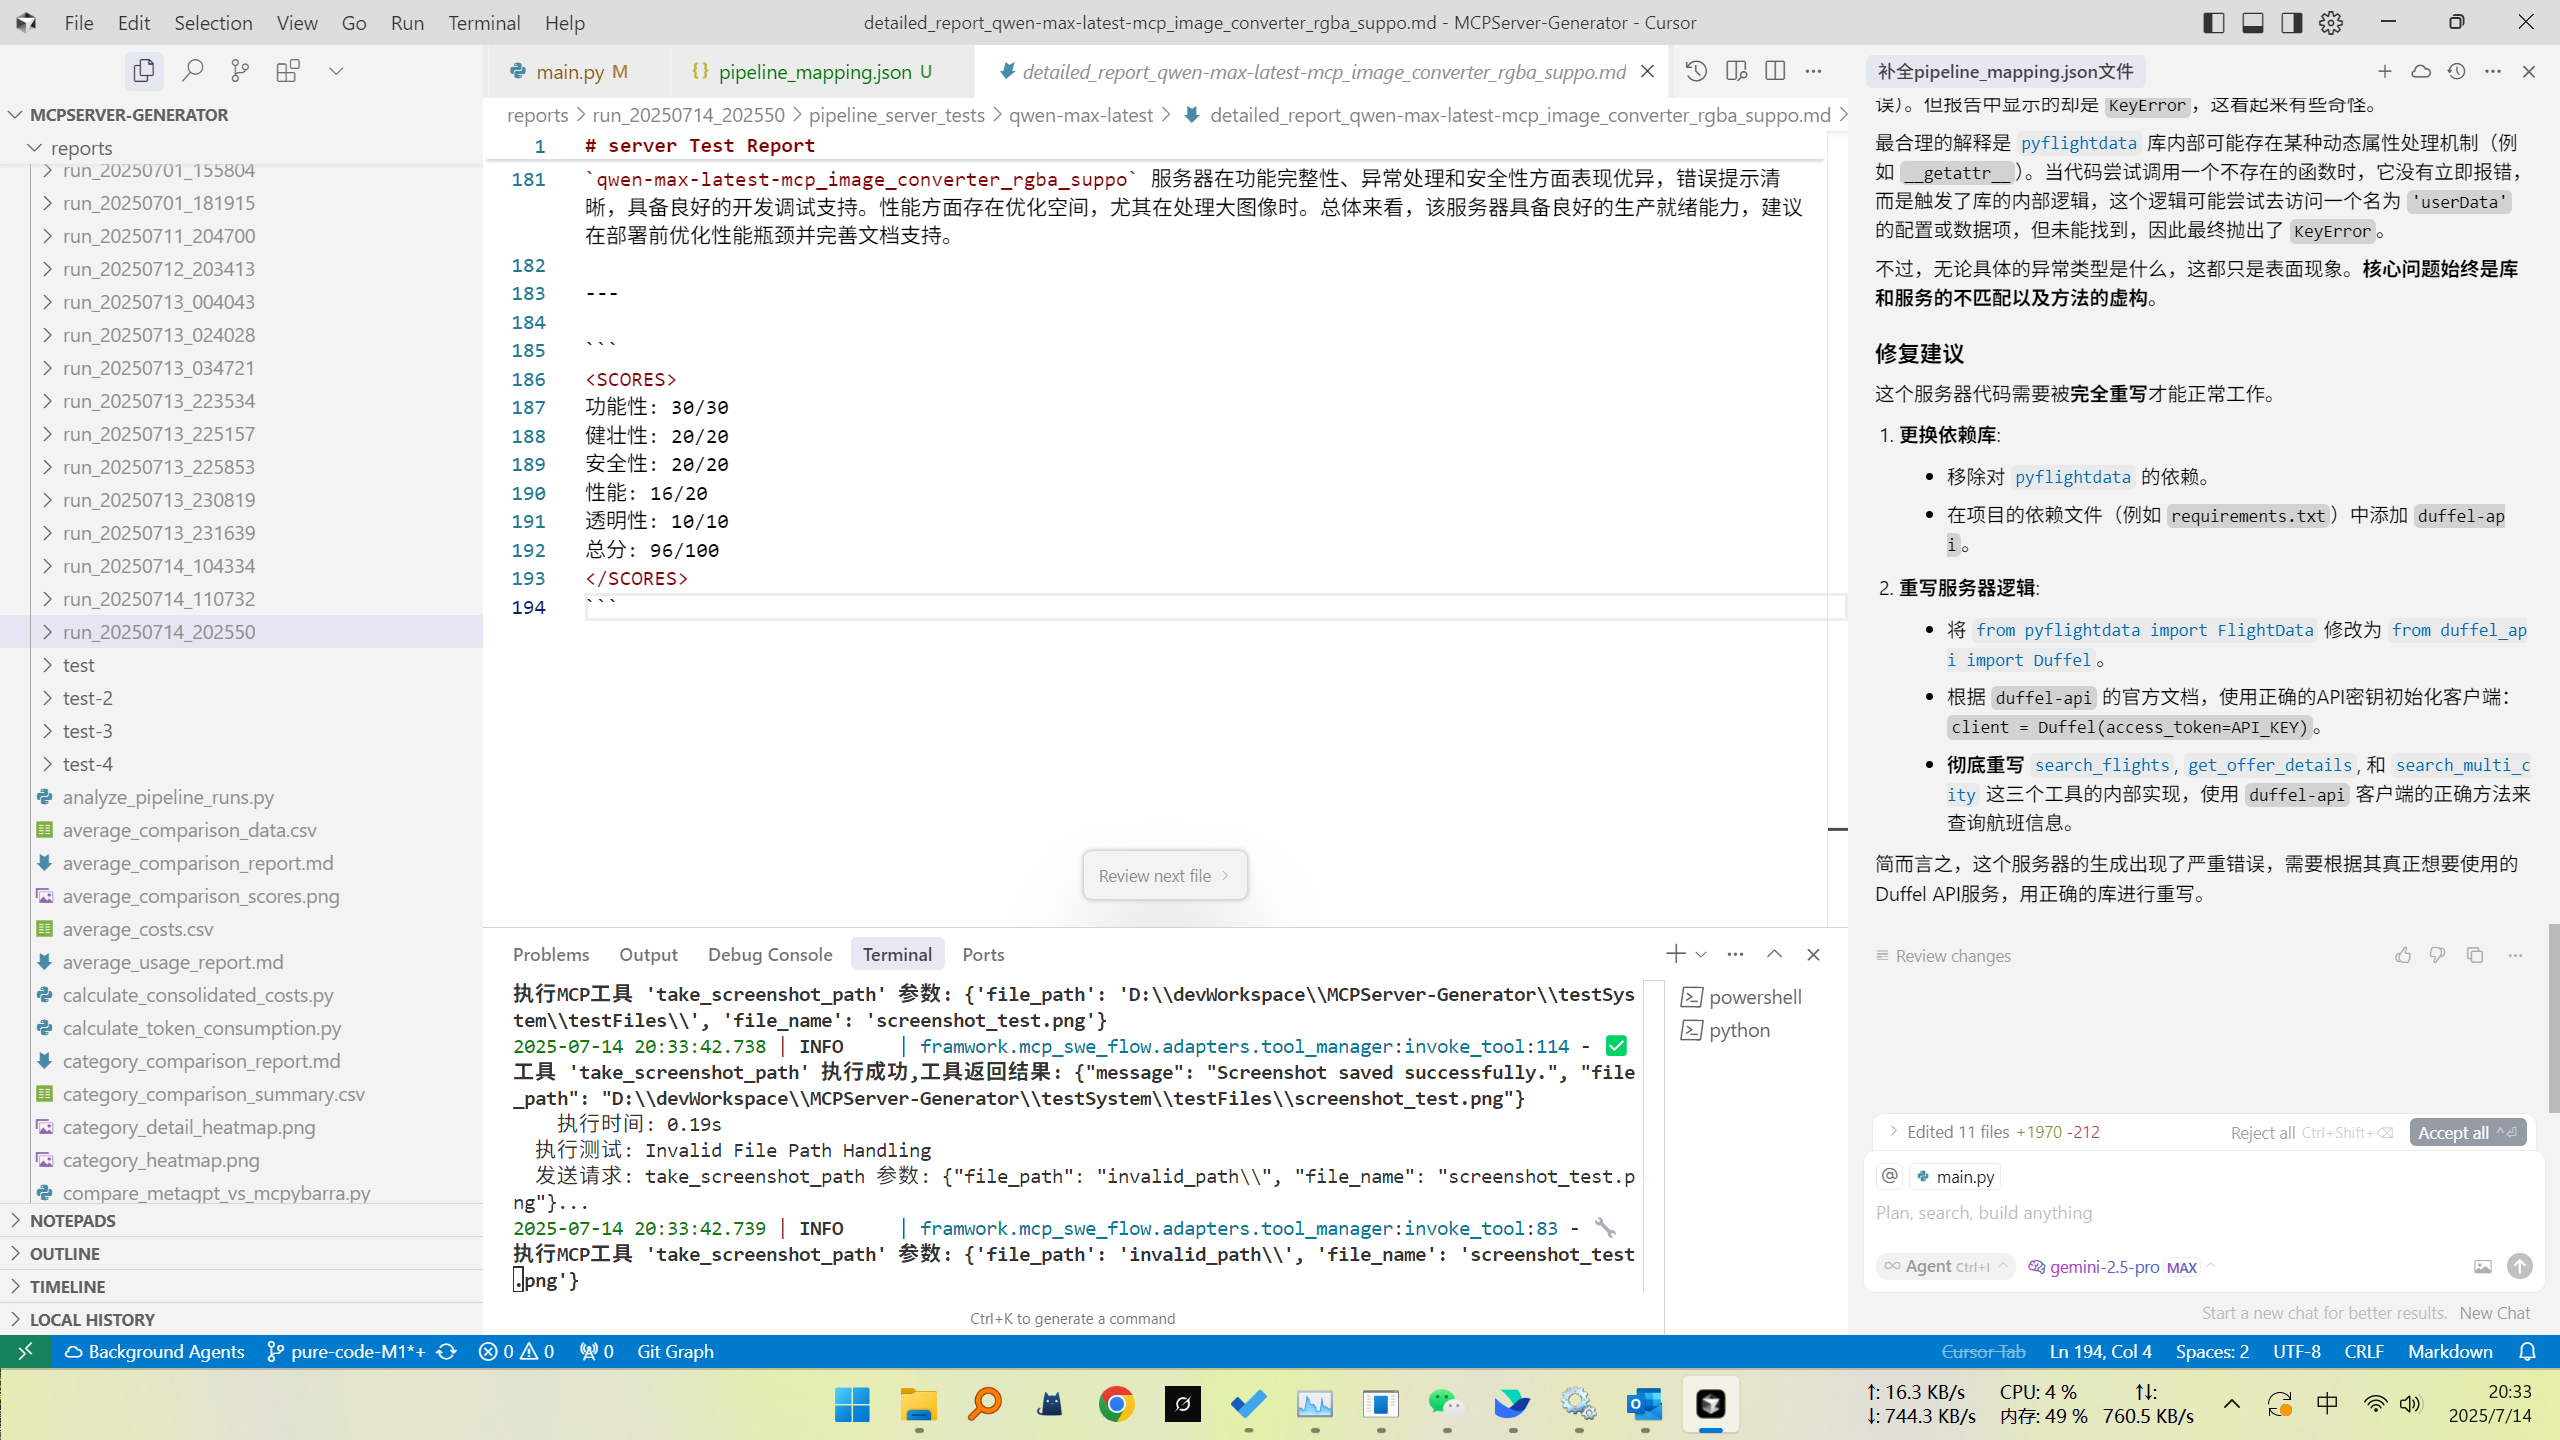 File Edit Selection View Go Run Terminal Help
detailed_report_qwen-max-latest-mcp_image_converter_rgba_suppo.md - MCPServer-Generator - Cursor
MCPSERVER-GENERATOR
reports
run_20250701_155804
run_20250701_181915
run_20250711_204700
run_20250712_203413
run_20250713_004043
run_20250713_024028
run_20250713_034721
run_20250713_223534
run_20250713_225157
run_20250713_225853
run_20250713_230819
run_20250713_231639
run_20250714_104334
run_20250714_110732
run_20250714_202550
test
test-2
test-3
test-4
analyze_pipeline_runs.py
average_comparison_data.csv
average_comparison_report.md
average_comparison_scores.png
average_costs.csv
average_usage_report.md
calculate_consolidated_costs.py
calculate_token_consumption.py
category_comparison_report.md
category_comparison_summary.csv
category_detail_heatmap.png
category_heatmap.png
compare_metagpt_vs_mcpybarra.py
NOTEPADS
OUTLINE
TIMELINE
LOCAL HISTORY
main.py M
pipeline_mapping.json U
detailed_report_qwen-max-latest-mcp_image_converter_rgba_suppo.md
reports > run_20250714_202550 > pipeline_server_tests > qwen-max-latest > detailed_report_qwen-max-latest-mcp_image_converter_rgba_suppo.md >
1 # server Test Report
181 `qwen-max-latest-mcp_image_converter_rgba_suppo` 服务器在功能完整性、异常处理和安全性方面表现优异，错误提示清
晰，具备良好的开发调试支持。性能方面存在优化空间，尤其在处理大图像时。总体来看，该服务器具备良好的生产就绪能力，建议
在部署前优化性能瓶颈并完善文档支持。
182
183 ---
184
185 ```
186 <SCORES>
187 功能性: 30/30
188 健壮性: 20/20
189 安全性: 20/20
190 性能: 16/20
191 透明性: 10/10
192 总分: 96/100
193 </SCORES>
194 ```
Review next file >
Problems Output Debug Console Terminal Ports
执行MCP工具 'take_screenshot_path' 参数: {'file_path': 'D:\\devWorkspace\\MCPServer-Generator\\testSys
tem\\testFiles\\', 'file_name': 'screenshot_test.png'}
2025-07-14 20:33:42.738 | INFO | framwork.mcp_swe_flow.adapters.tool_manager:invoke_tool:114 - ✅
工具 'take_screenshot_path' 执行成功,工具返回结果: {"message": "Screenshot saved successfully.", "file
_path": "D:\\devWorkspace\\MCPServer-Generator\\testSystem\\testFiles\\screenshot_test.png"}
执行时间: 0.19s
执行测试: Invalid File Path Handling
发送请求: take_screenshot_path 参数: {"file_path": "invalid_path\\", "file_name": "screenshot_test.p
ng"}...
2025-07-14 20:33:42.739 | INFO | framwork.mcp_swe_flow.adapters.tool_manager:invoke_tool:83 - 🔧
执行MCP工具 'take_screenshot_path' 参数: {'file_path': 'invalid_path\\', 'file_name': 'screenshot_test
.png'}
Ctrl+K to generate a command
powershell
python
补全pipeline_mapping.json文件
误）。但报告中显示的却是 KeyError，这看起来有些奇怪。
最合理的解释是 pyflightdata 库内部可能存在某种动态属性处理机制（例
如 __getattr__）。当代码尝试调用一个不存在的函数时，它没有立即报错，
而是触发了库的内部逻辑，这个逻辑可能尝试去访问一个名为 'userData'
的配置或数据项，但未能找到，因此最终抛出了 KeyError。
不过，无论具体的异常类型是什么，这都只是表面现象。核心问题始终是库
和服务的不匹配以及方法的虚构。
修复建议
这个服务器代码需要被完全重写才能正常工作。
1. 更换依赖库:
• 移除对 pyflightdata 的依赖。
• 在项目的依赖文件（例如 requirements.txt）中添加 duffel-ap
i。
2. 重写服务器逻辑:
• 将 from pyflightdata import FlightData 修改为 from duffel_ap
i import Duffel。
• 根据 duffel-api 的官方文档，使用正确的API密钥初始化客户端：
client = Duffel(access_token=API_KEY)。
• 彻底重写 search_flights, get_offer_details, 和 search_multi_c
ity 这三个工具的内部实现，使用 duffel-api 客户端的正确方法来
查询航班信息。
简而言之，这个服务器的生成出现了严重错误，需要根据其真正想要使用的
Duffel API服务，用正确的库进行重写。
Review changes
Edited 11 files +1970 -212 Reject all Ctrl+Shift+⌫ Accept all ^⏎
@ main.py
Plan, search, build anything
Agent Ctrl+I gemini-2.5-pro MAX
Start a new chat for better results. New Chat
Background Agents pure-code-M1*+ 0 0 0 Git Graph
Cursor Tab Ln 194, Col 4 Spaces: 2 UTF-8 CRLF Markdown
↑: 16.3 KB/s CPU: 4 % ↑↓:
↓: 744.3 KB/s 内存: 49 % 760.5 KB/s
中
20:33
2025/7/14